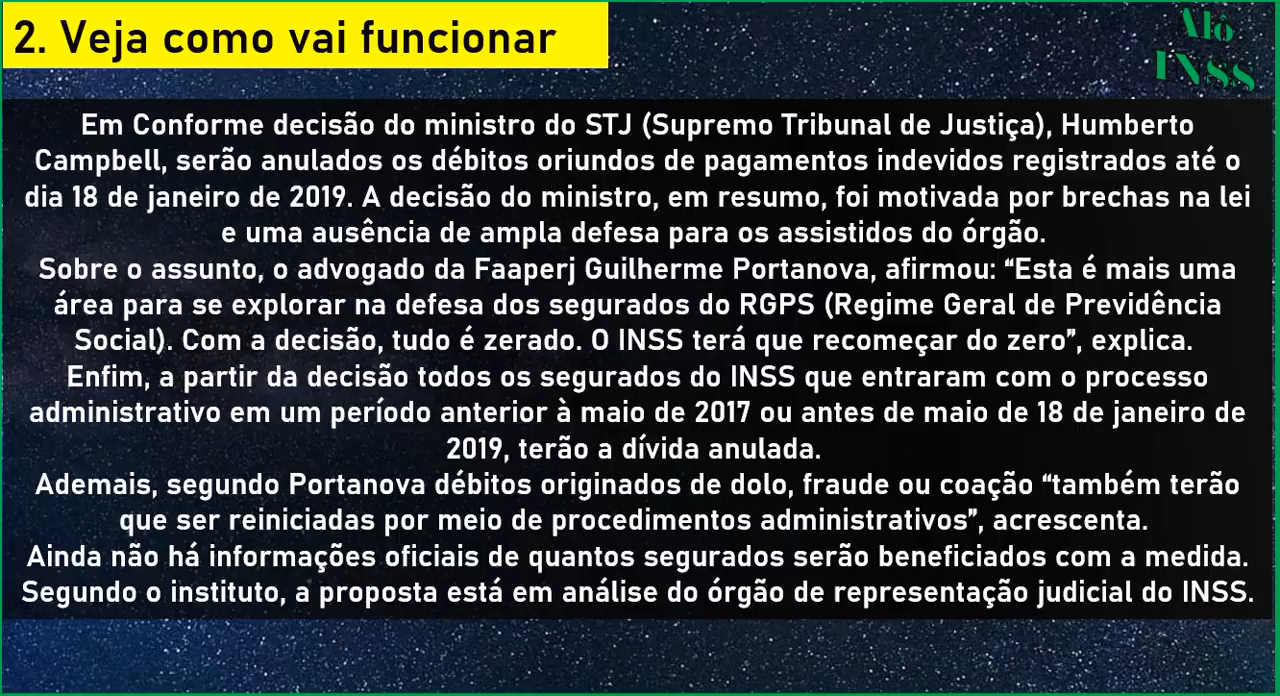 2. Veja como vai funcionar
Alô
INSS
Em Conforme decisão do ministro do STJ (Supremo Tribunal de Justiça), Humberto
Campbell, serão anulados os débitos oriundos de pagamentos indevidos registrados até o
dia 18 de janeiro de 2019. A decisão do ministro, em resumo, foi motivada por brechas na lei
e uma ausência de ampla defesa para os assistidos do órgão.
Sobre o assunto, o advogado da Faaperj Guilherme Portanova, afirmou: “Esta é mais uma
área para se explorar na defesa dos segurados do RGPS (Regime Geral de Previdência
Social). Com a decisão, tudo é zerado. O INSS terá que recomeçar do zero”, explica.
Enfim, a partir da decisão todos os segurados do INSS que entraram com o processo
administrativo em um período anterior à maio de 2017 ou antes de maio de 18 de janeiro de
2019, terão a dívida anulada.
Ademais, segundo Portanova débitos originados de dolo, fraude ou coação “também terão
que ser reiniciadas por meio de procedimentos administrativos”, acrescenta.
Ainda não há informações oficiais de quantos segurados serão beneficiados com a medida.
Segundo o instituto, a proposta está em análise do órgão de representação judicial do INSS.